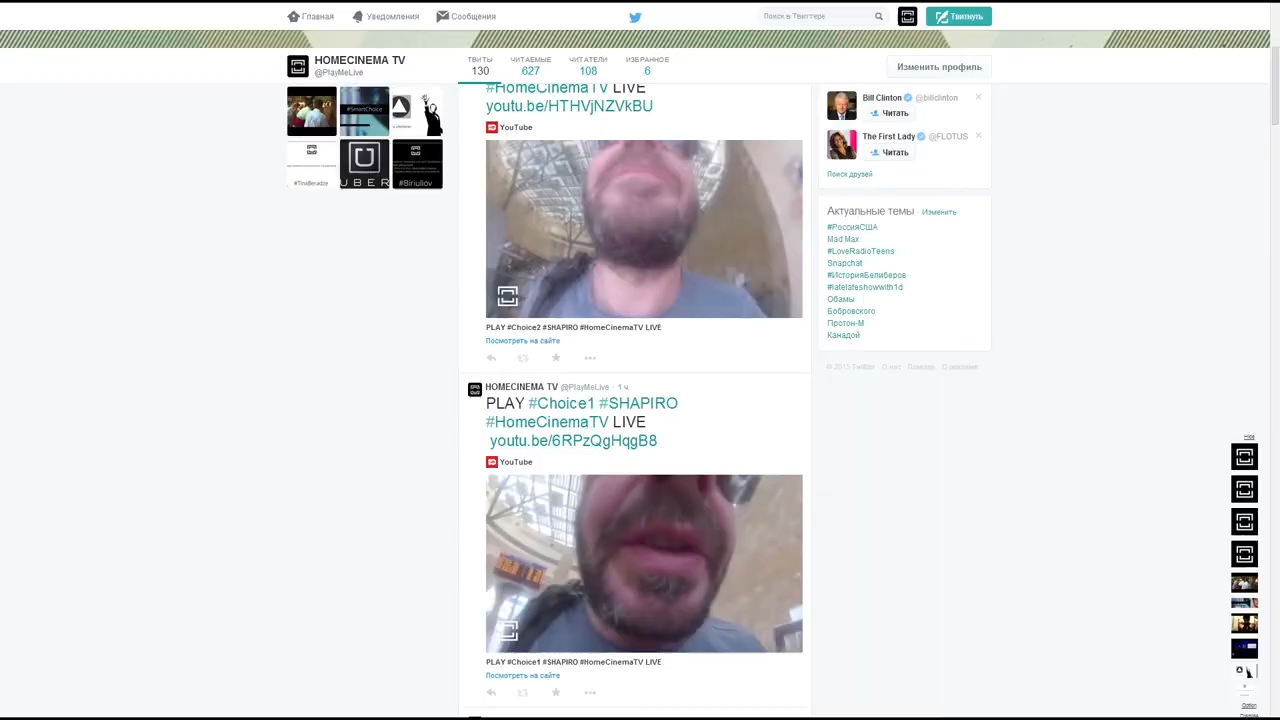 Главная
Уведомления
Сообщения
Поиск в Твиттере
Твитнуть
HOMECINEMA TV
@PlayMeLive
ТВИТЫ
130
ЧИТАЕМЫЕ
627
ЧИТАТЕЛИ
108
ИЗБРАННОЕ
6
Изменить профиль
#SmartChoice
#TinaBeradze
UBER
#Biriuliov
#HomeCinemaTV LIVE
youtu.be/HTHVjNZVkBU
YouTube
PLAY #Choice2 #SHAPIRO #HomeCinemaTV LIVE
Посмотреть на сайте
HOMECINEMA TV @PlayMeLive · 1 ч.
PLAY #Choice1 #SHAPIRO
#HomeCinemaTV LIVE
youtu.be/6RPzQgHqgB8
YouTube
PLAY #Choice1 #SHAPIRO #HomeCinemaTV LIVE
Посмотреть на сайте
Bill Clinton @billclinton
Читать
The First Lady @FLOTUS
Читать
Поиск друзей
Актуальные темы · Изменить
#РоссияСША
Mad Max
#LoveRadioTeens
Snapchat
#ИсторияБелиберов
#latelateshowwith1d
Обамы
Бобровского
Протон-М
Канадой
© 2015 Twitter О нас Помощь О рекламе
Hide
Option